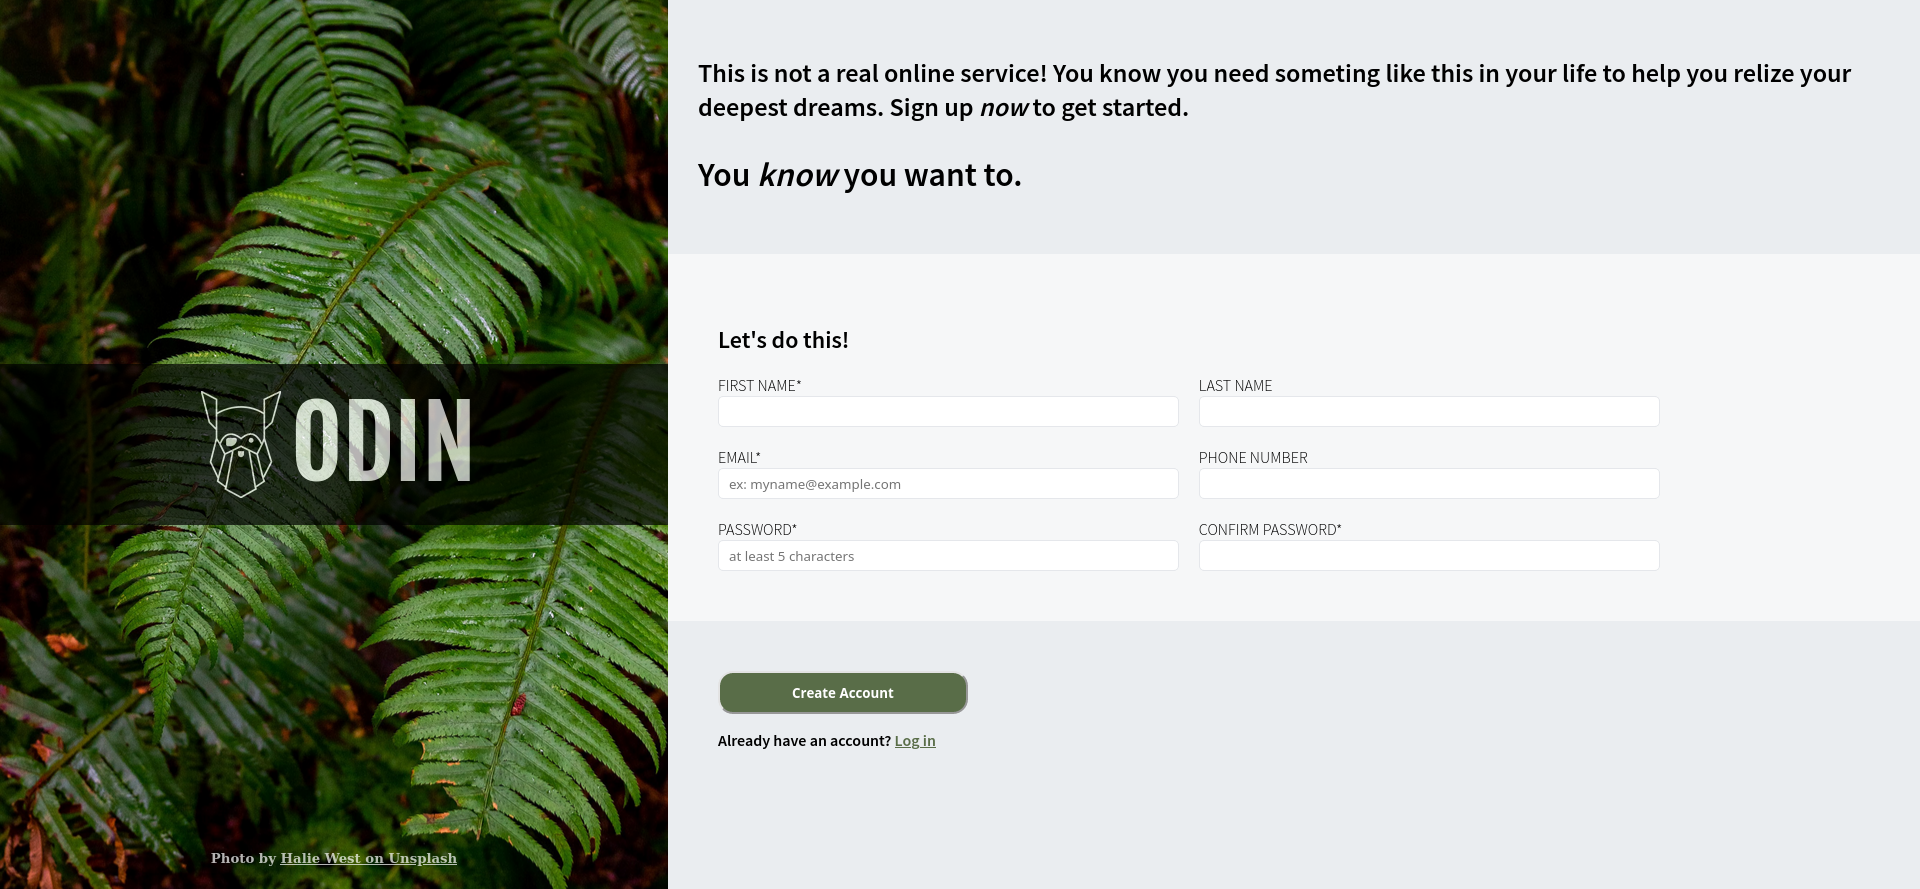 This is not a real online service! You know you need someting like this in your life to help you relize your
deepest dreams. Sign up now to get started.
You know you want to.
Let's do this!
FIRST NAME*
LAST NAME
EMAIL*
PHONE NUMBER
ex: myname@example.com
PASSWORD*
CONFIRM PASSWORD*
at least 5 characters
ODIN
Create Account
Already have an account? Log in
Photo by Halie West on Unsplash